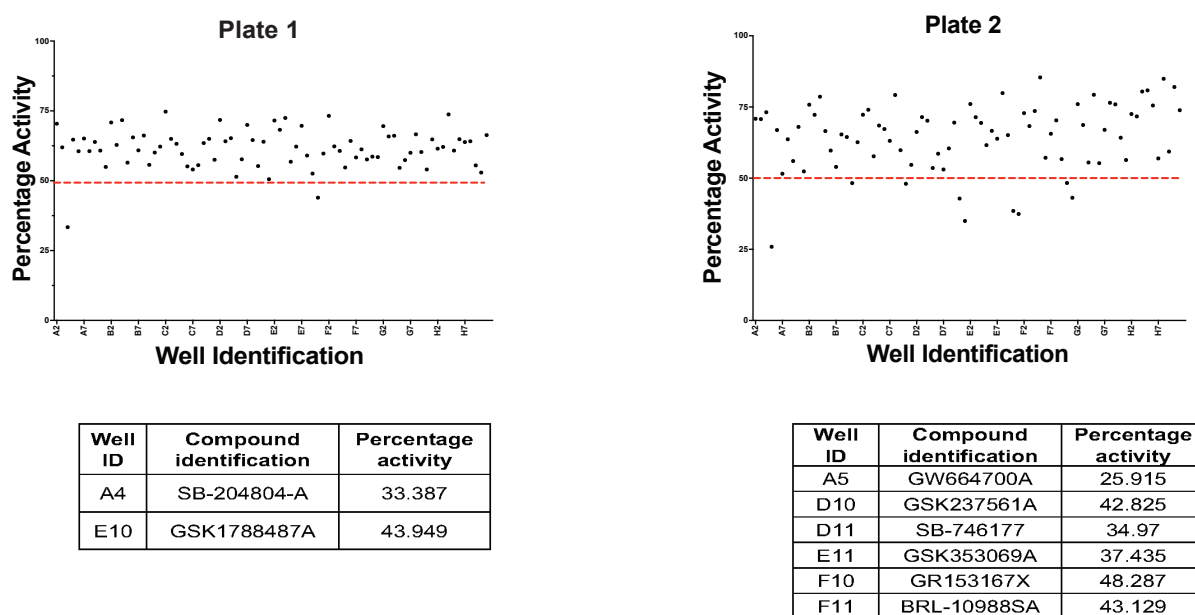 Plate 1
Percentage Activity
100
75
50
25
0
A2 A7 B2 B7 C2 C7 D2 D7 E2 E7 F2 F7 G2 G7 H2 H7
Well Identification
Well ID Compound identification Percentage activity
A4 SB-204804-A 33.387
E10 GSK1788487A 43.949
Plate 2
Percentage Activity
100
75
50
25
0
A2 A7 B2 B7 C2 C7 D2 D7 E2 E7 F2 F7 G2 G7 H2 H7
Well Identification
Well ID Compound identification Percentage activity
A5 GW664700A 25.915
D10 GSK237561A 42.825
D11 SB-746177 34.97
E11 GSK353069A 37.435
F10 GR153167X 48.287
F11 BRL-10988SA 43.129